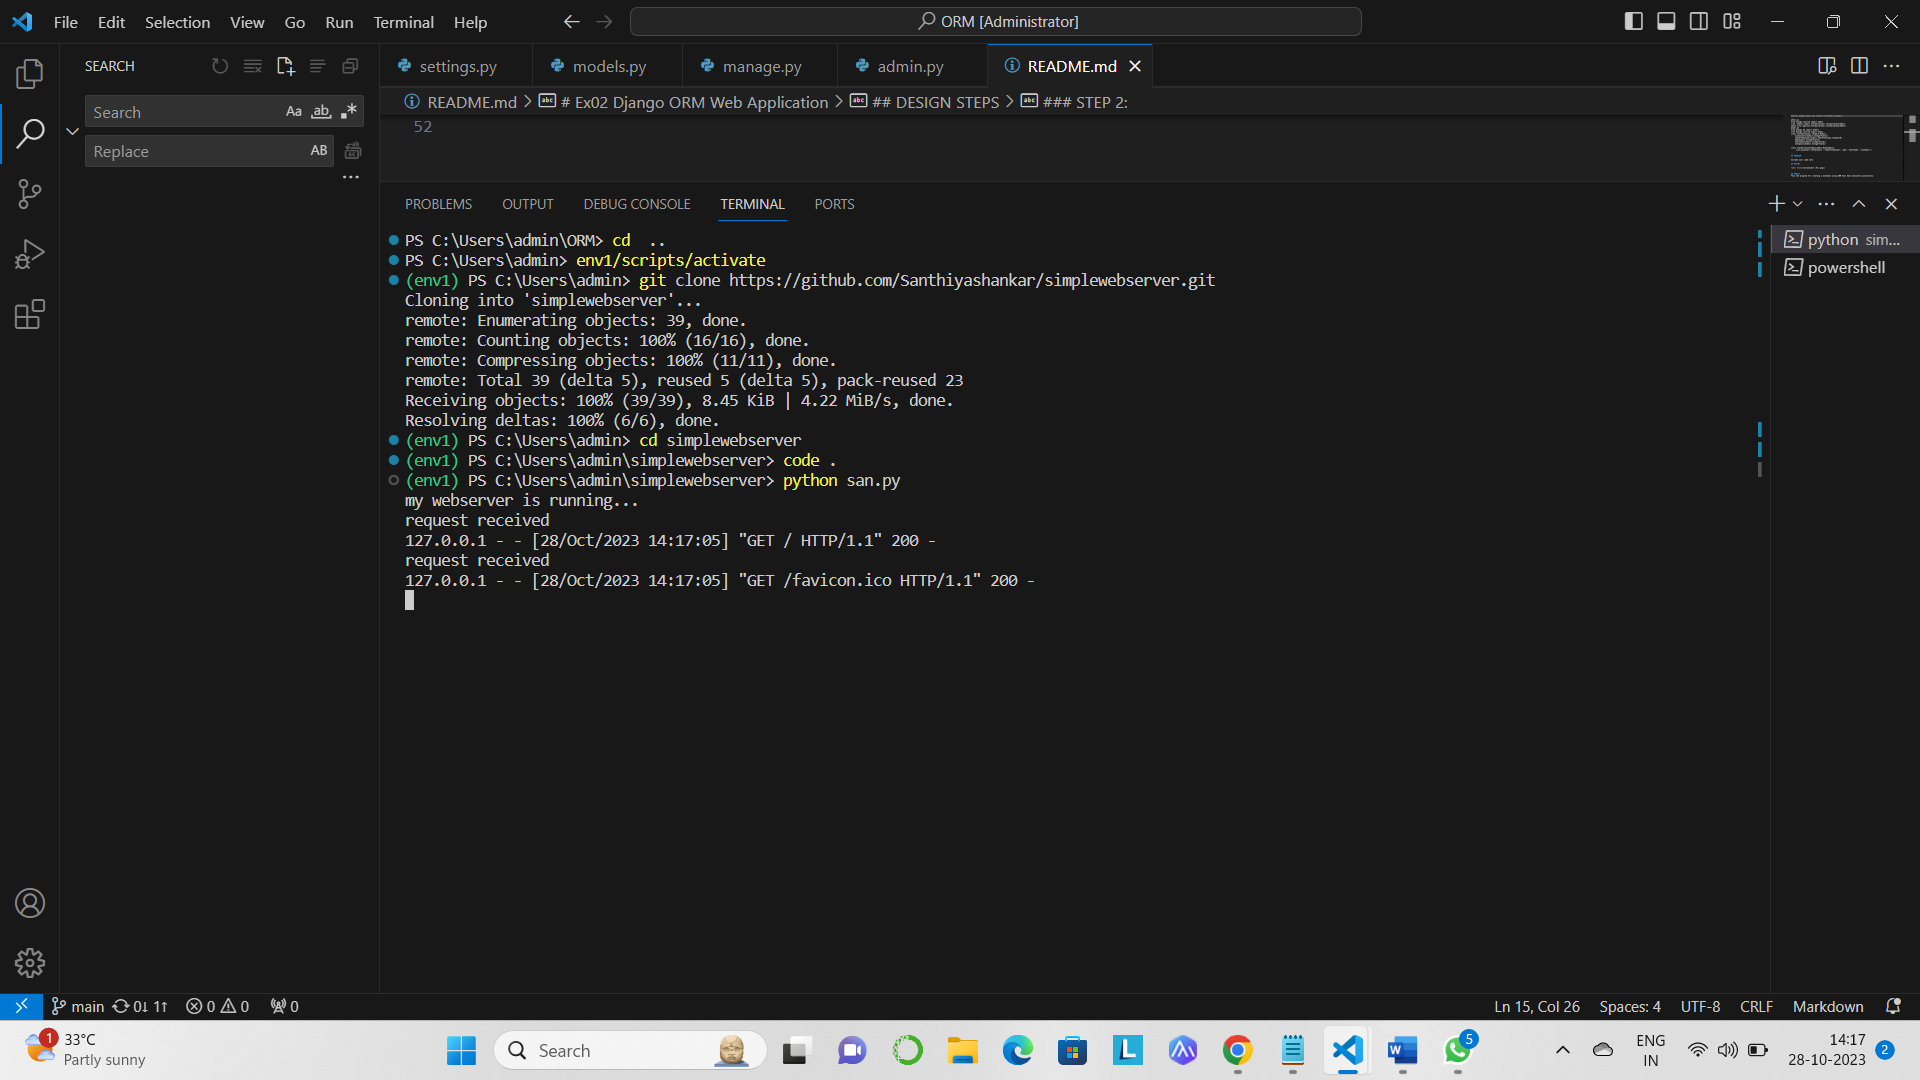 File Edit Selection View Go Run Terminal Help
ORM [Administrator]
SEARCH
Search
Aa ab
Replace
AB
settings.py
models.py
manage.py
admin.py
README.md
README.md > # Ex02 Django ORM Web Application > ## DESIGN STEPS > ### STEP 2:
52
PROBLEMS OUTPUT DEBUG CONSOLE TERMINAL PORTS
PS C:\Users\admin\ORM> cd  ..
PS C:\Users\admin> env1/scripts/activate
(env1) PS C:\Users\admin> git clone https://github.com/Santhiyashankar/simplewebserver.git
Cloning into 'simplewebserver'...
remote: Enumerating objects: 39, done.
remote: Counting objects: 100% (16/16), done.
remote: Compressing objects: 100% (11/11), done.
remote: Total 39 (delta 5), reused 5 (delta 5), pack-reused 23
Receiving objects: 100% (39/39), 8.45 KiB | 4.22 MiB/s, done.
Resolving deltas: 100% (6/6), done.
(env1) PS C:\Users\admin> cd simplewebserver
(env1) PS C:\Users\admin\simplewebserver> code .
(env1) PS C:\Users\admin\simplewebserver> python san.py
my webserver is running...
request received
127.0.0.1 - - [28/Oct/2023 14:17:05] "GET / HTTP/1.1" 200 -
request received
127.0.0.1 - - [28/Oct/2023 14:17:05] "GET /favicon.ico HTTP/1.1" 200 -
python sim...
powershell
main 0↓ 1↑ 0 0 0
Ln 15, Col 26 Spaces: 4 UTF-8 CRLF Markdown
1
33°C
Partly sunny
Search
L
W
5
ENG
IN
14:17
28-10-2023
2